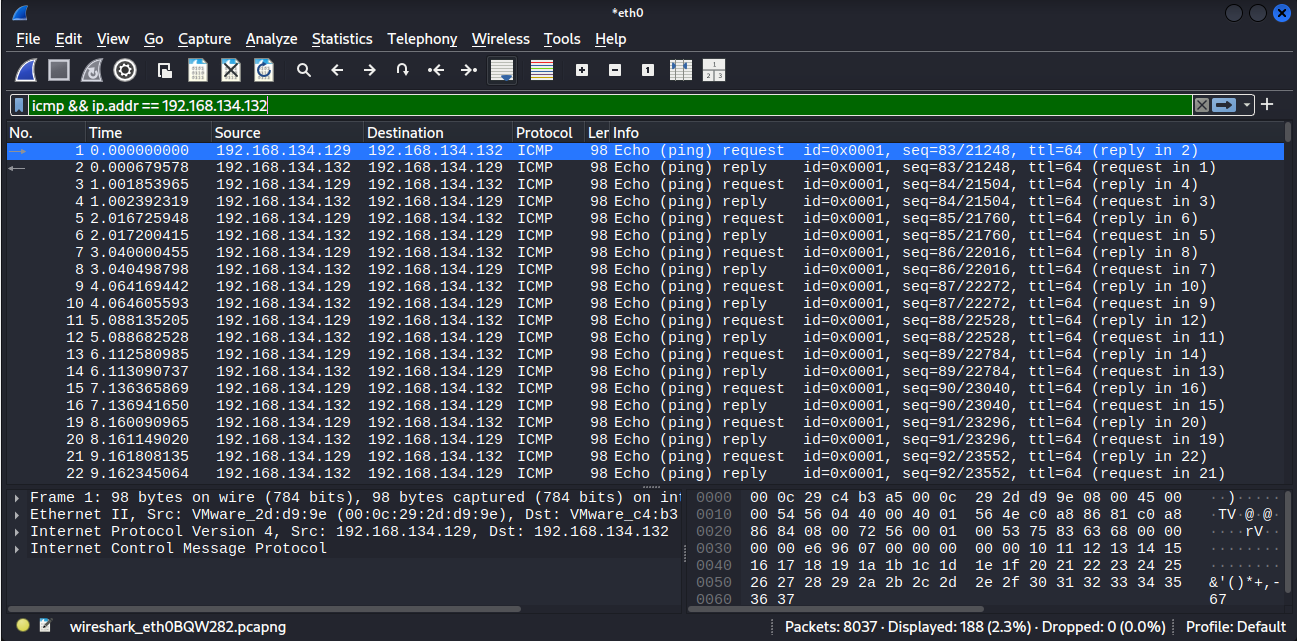 *eth0
File Edit View Go Capture Analyze Statistics Telephony Wireless Tools Help
icmp && ip.addr == 192.168.134.132
No. Time Source Destination Protocol Ler Info
1 0.000000000 192.168.134.129 192.168.134.132 ICMP 98 Echo (ping) request id=0x0001, seq=83/21248, ttl=64 (reply in 2)
2 0.000679578 192.168.134.132 192.168.134.129 ICMP 98 Echo (ping) reply id=0x0001, seq=83/21248, ttl=64 (request in 1)
3 1.001853965 192.168.134.129 192.168.134.132 ICMP 98 Echo (ping) request id=0x0001, seq=84/21504, ttl=64 (reply in 4)
4 1.002392319 192.168.134.132 192.168.134.129 ICMP 98 Echo (ping) reply id=0x0001, seq=84/21504, ttl=64 (request in 3)
5 2.016725948 192.168.134.129 192.168.134.132 ICMP 98 Echo (ping) request id=0x0001, seq=85/21760, ttl=64 (reply in 6)
6 2.017200415 192.168.134.132 192.168.134.129 ICMP 98 Echo (ping) reply id=0x0001, seq=85/21760, ttl=64 (request in 5)
7 3.040000455 192.168.134.129 192.168.134.132 ICMP 98 Echo (ping) request id=0x0001, seq=86/22016, ttl=64 (reply in 8)
8 3.040498798 192.168.134.132 192.168.134.129 ICMP 98 Echo (ping) reply id=0x0001, seq=86/22016, ttl=64 (request in 7)
9 4.064169442 192.168.134.129 192.168.134.132 ICMP 98 Echo (ping) request id=0x0001, seq=87/22272, ttl=64 (reply in 10)
10 4.064605593 192.168.134.132 192.168.134.129 ICMP 98 Echo (ping) reply id=0x0001, seq=87/22272, ttl=64 (request in 9)
11 5.088135205 192.168.134.129 192.168.134.132 ICMP 98 Echo (ping) request id=0x0001, seq=88/22528, ttl=64 (reply in 12)
12 5.088682528 192.168.134.132 192.168.134.129 ICMP 98 Echo (ping) reply id=0x0001, seq=88/22528, ttl=64 (request in 11)
13 6.112580985 192.168.134.129 192.168.134.132 ICMP 98 Echo (ping) request id=0x0001, seq=89/22784, ttl=64 (reply in 14)
14 6.113090737 192.168.134.132 192.168.134.129 ICMP 98 Echo (ping) reply id=0x0001, seq=89/22784, ttl=64 (request in 13)
15 7.136365869 192.168.134.129 192.168.134.132 ICMP 98 Echo (ping) request id=0x0001, seq=90/23040, ttl=64 (reply in 16)
16 7.136941650 192.168.134.132 192.168.134.129 ICMP 98 Echo (ping) reply id=0x0001, seq=90/23040, ttl=64 (request in 15)
19 8.160090965 192.168.134.129 192.168.134.132 ICMP 98 Echo (ping) request id=0x0001, seq=91/23296, ttl=64 (reply in 20)
20 8.161149020 192.168.134.132 192.168.134.129 ICMP 98 Echo (ping) reply id=0x0001, seq=91/23296, ttl=64 (request in 19)
21 9.161808135 192.168.134.129 192.168.134.132 ICMP 98 Echo (ping) request id=0x0001, seq=92/23552, ttl=64 (reply in 22)
22 9.162345064 192.168.134.132 192.168.134.129 ICMP 98 Echo (ping) reply id=0x0001, seq=92/23552, ttl=64 (request in 21)
Frame 1: 98 bytes on wire (784 bits), 98 bytes captured (784 bits) on int
Ethernet II, Src: VMware_2d:d9:9e (00:0c:29:2d:d9:9e), Dst: VMware_c4:b3
Internet Protocol Version 4, Src: 192.168.134.129, Dst: 192.168.134.132
Internet Control Message Protocol
0000 00 0c 29 c4 b3 a5 00 0c 29 2d d9 9e 08 00 45 00 ··)·····
0010 00 54 56 04 40 00 40 01 56 4e c0 a8 86 81 c0 a8 ·TV·@·@·
0020 86 84 08 00 72 56 00 01 00 53 75 83 63 68 00 00 ····rV··
0030 00 00 e6 96 07 00 00 00 00 00 10 11 12 13 14 15 ········
0040 16 17 18 19 1a 1b 1c 1d 1e 1f 20 21 22 23 24 25 ········
0050 26 27 28 29 2a 2b 2c 2d 2e 2f 30 31 32 33 34 35 &'()*+,-
0060 36 37 67
wireshark_eth0BQW282.pcapng
Packets: 8037 · Displayed: 188 (2.3%) · Dropped: 0 (0.0%)
Profile: Default